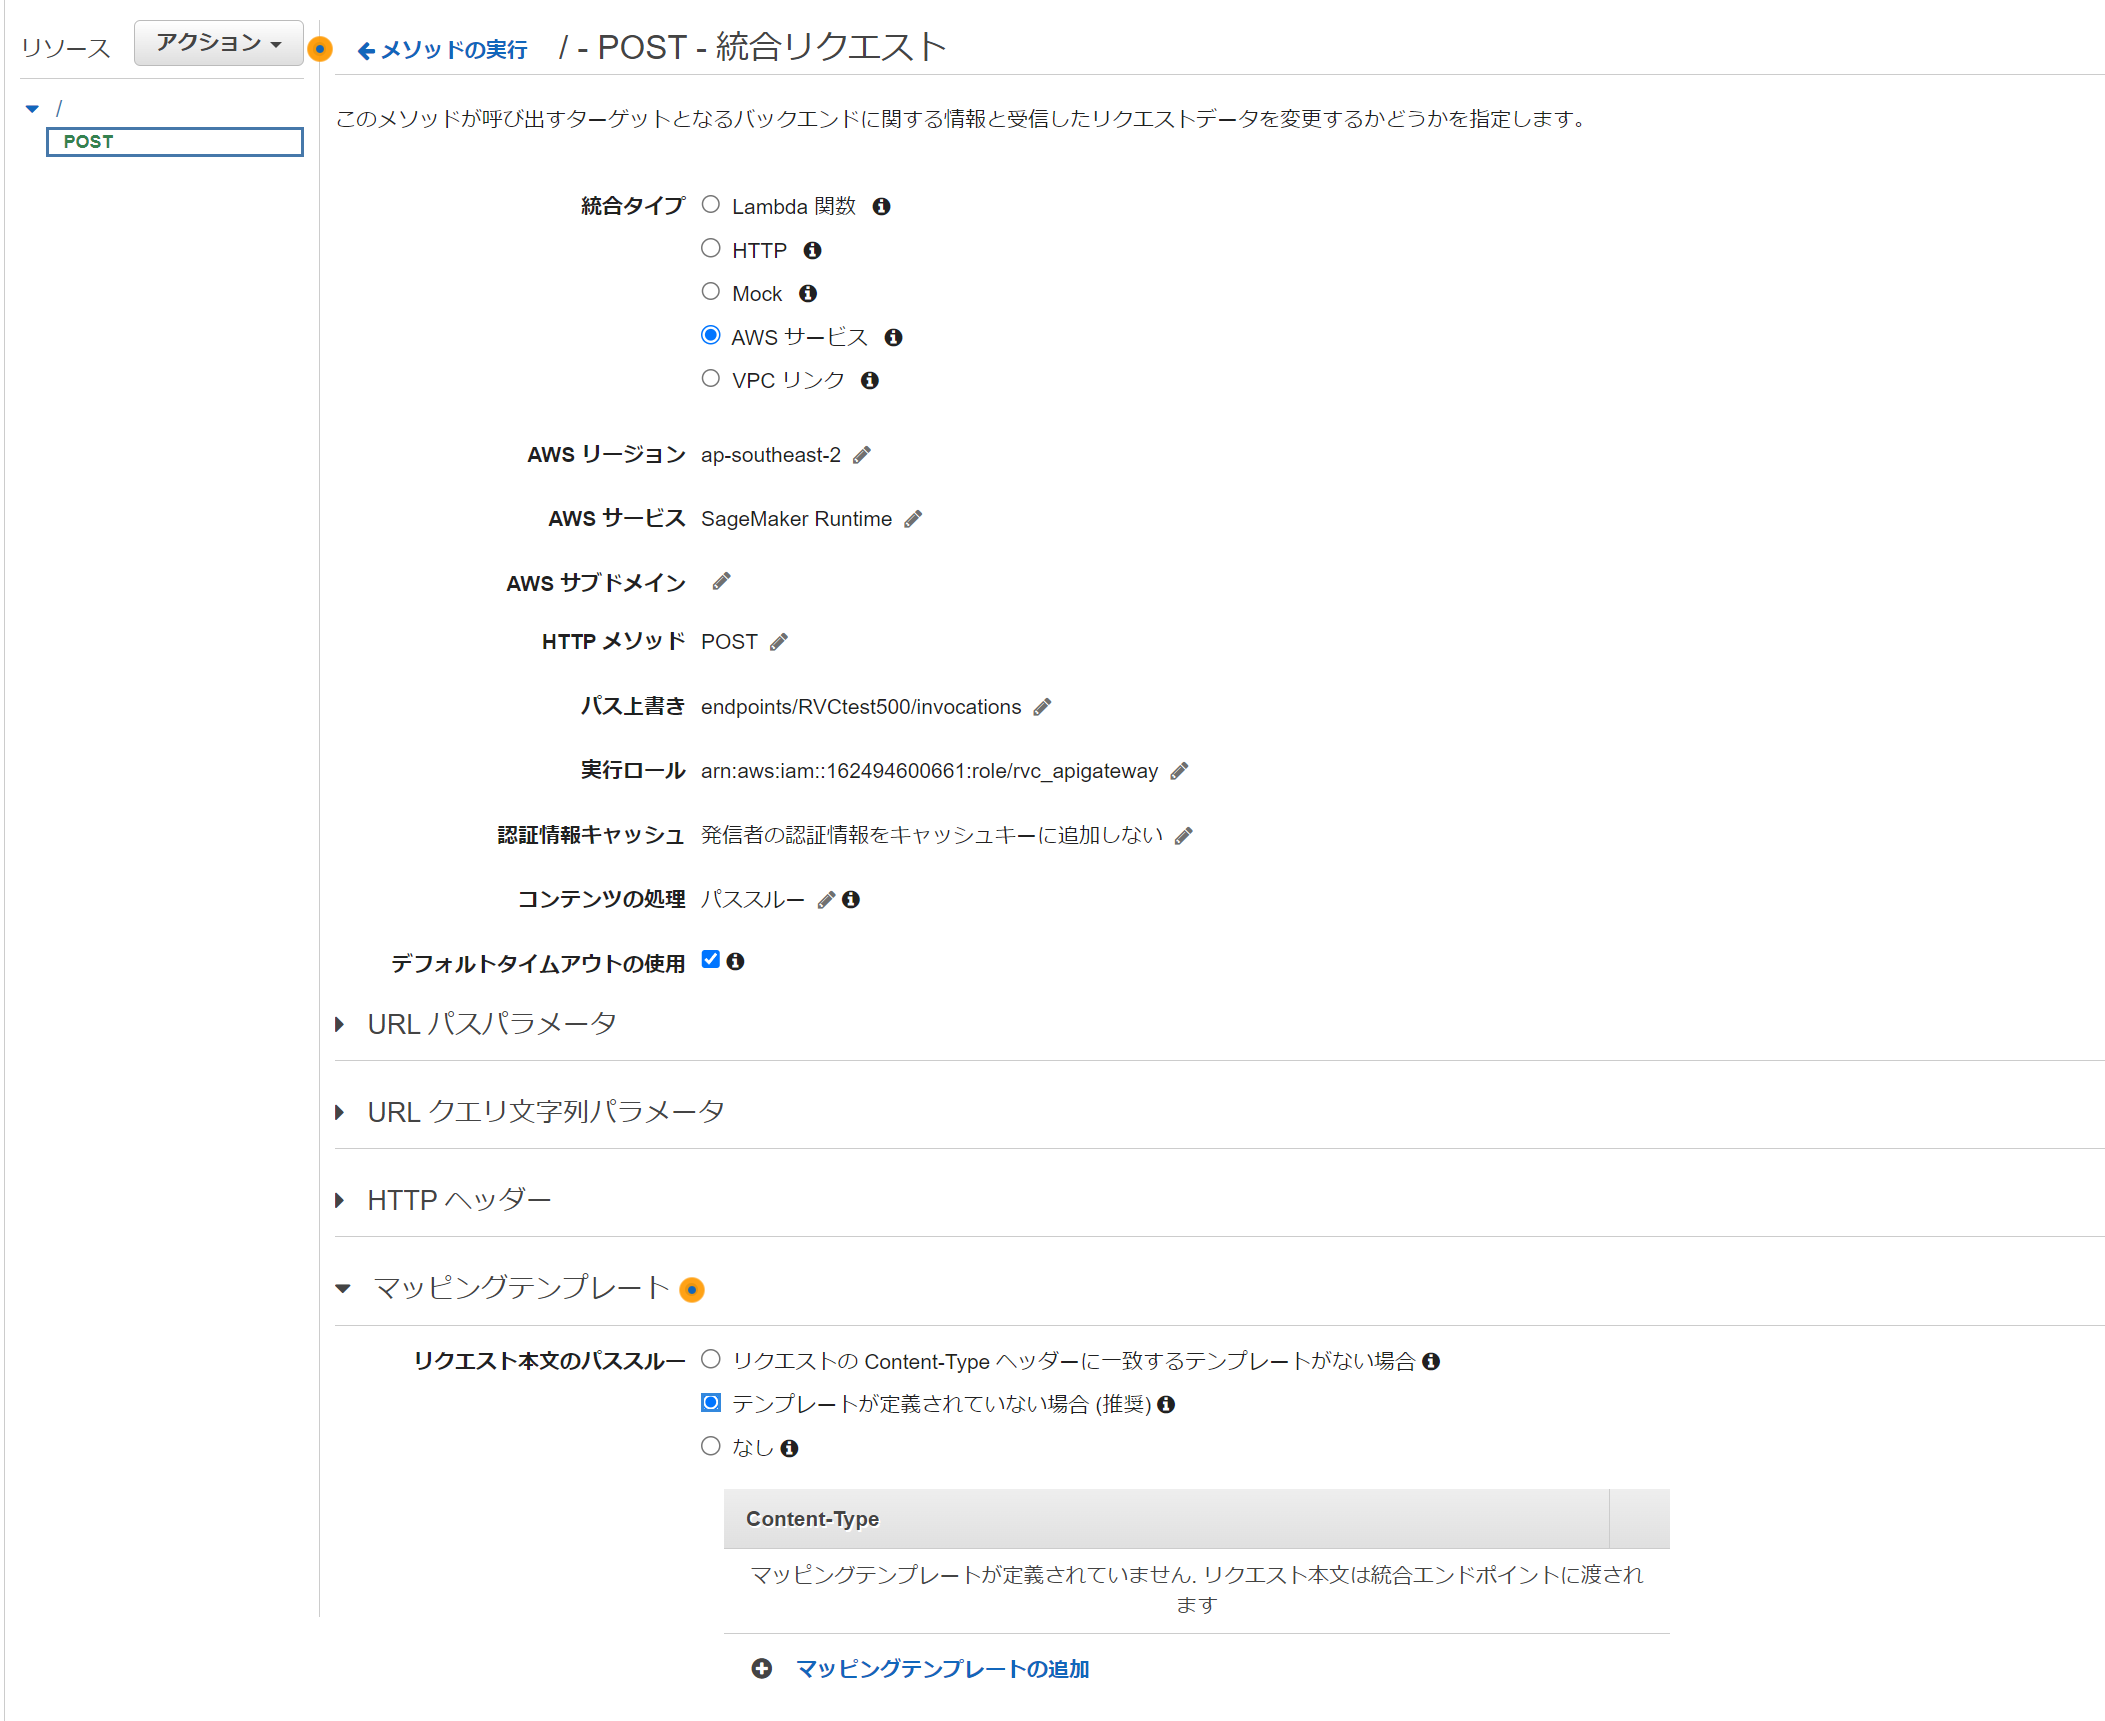 リソース
アクション
メソッドの実行
/ - POST - 統合リクエスト
/
POST
このメソッドが呼び出すターゲットとなるバックエンドに関する情報と受信したリクエストデータを変更するかどうかを指定します。
統合タイプ
Lambda 関数
HTTP
Mock
AWS サービス
VPC リンク
AWS リージョン ap-southeast-2
AWS サービス SageMaker Runtime
AWS サブドメイン
HTTP メソッド POST
パス上書き endpoints/RVCtest500/invocations
実行ロール arn:aws:iam::162494600661:role/rvc_apigateway
認証情報キャッシュ 発信者の認証情報をキャッシュキーに追加しない
コンテンツの処理 パススルー
デフォルトタイムアウトの使用
URL パスパラメータ
URL クエリ文字列パラメータ
HTTP ヘッダー
マッピングテンプレート
リクエスト本文のパススルー
リクエストの Content-Type ヘッダーに一致するテンプレートがない場合
テンプレートが定義されていない場合 (推奨)
なし
Content-Type
マッピングテンプレートが定義されていません. リクエスト本文は統合エンドポイントに渡され
ます
マッピングテンプレートの追加